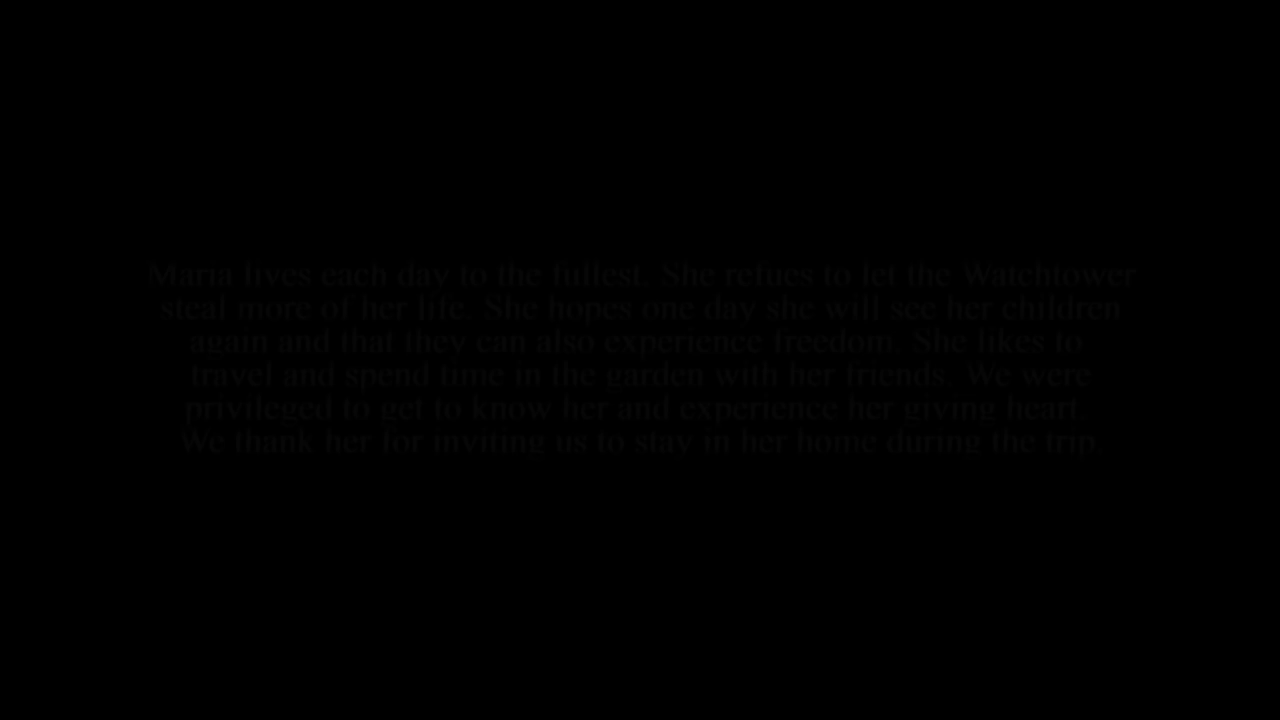 Maria lives each day to the fullest. She refues to let the Watchtower
steal more of her life. She hopes one day she will see her children
again and that they can also experience freedom. She likes to
travel and spend time in the garden with her friends. We were
privileged to get to know her and experience her giving heart.
We thank her for inviting us to stay in her home during the trip.